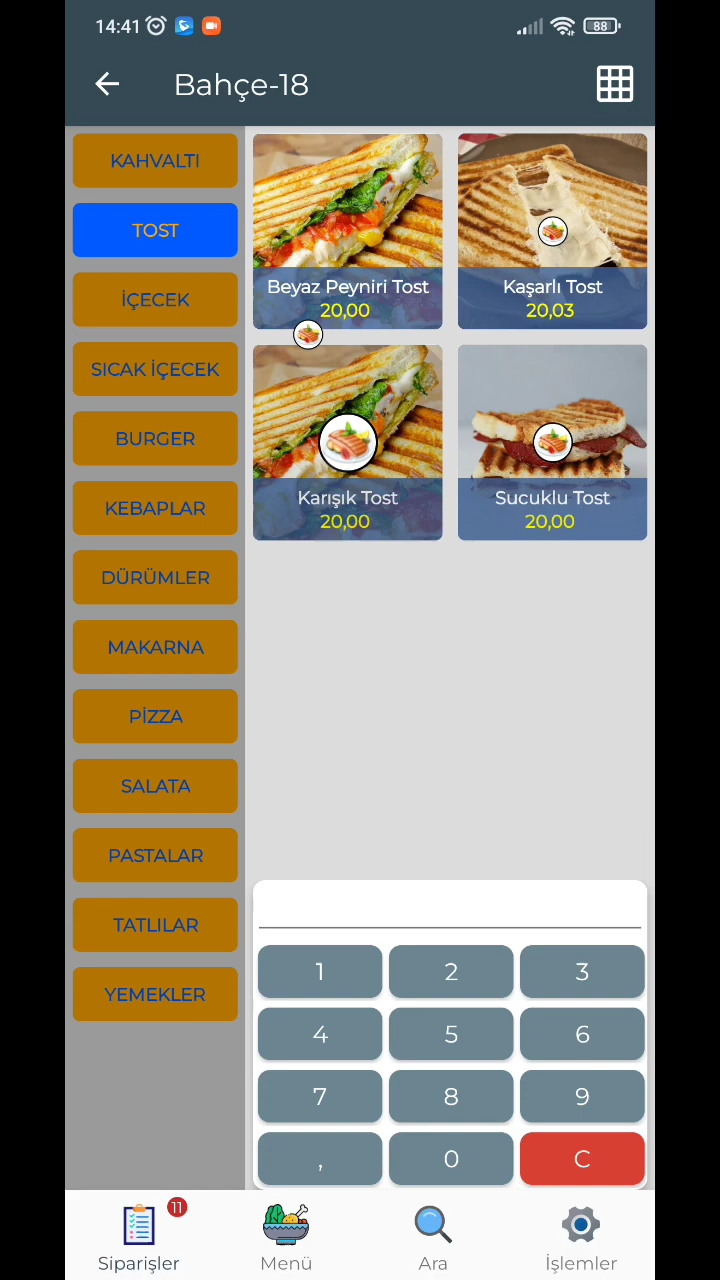 14:41
88
Bahçe-18
KAHVALTI
TOST
İÇECEK
SICAK İÇECEK
BURGER
KEBAPLAR
DÜRÜMLER
MAKARNA
PİZZA
SALATA
PASTALAR
TATLILAR
YEMEKLER
Beyaz Peyniri Tost
20,00
Kaşarlı Tost
20,03
Karışık Tost
20,00
Sucuklu Tost
20,00
1 2 3
4 5 6
7 8 9
, 0 C
11
Siparişler Menü Ara İşlemler